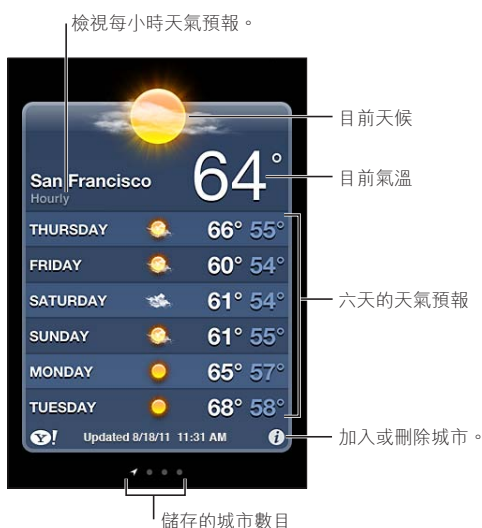 檢視每小時天氣預報。
目前天候
San Francisco
Hourly
64°
目前氣溫
THURSDAY 66° 55°
FRIDAY 60° 54°
SATURDAY 61° 54°
六天的天氣預報
SUNDAY 61° 55°
MONDAY 65° 57°
TUESDAY 68° 58°
Y! Updated 8/18/11 11:31 AM i
加入或刪除城市。
儲存的城市數目